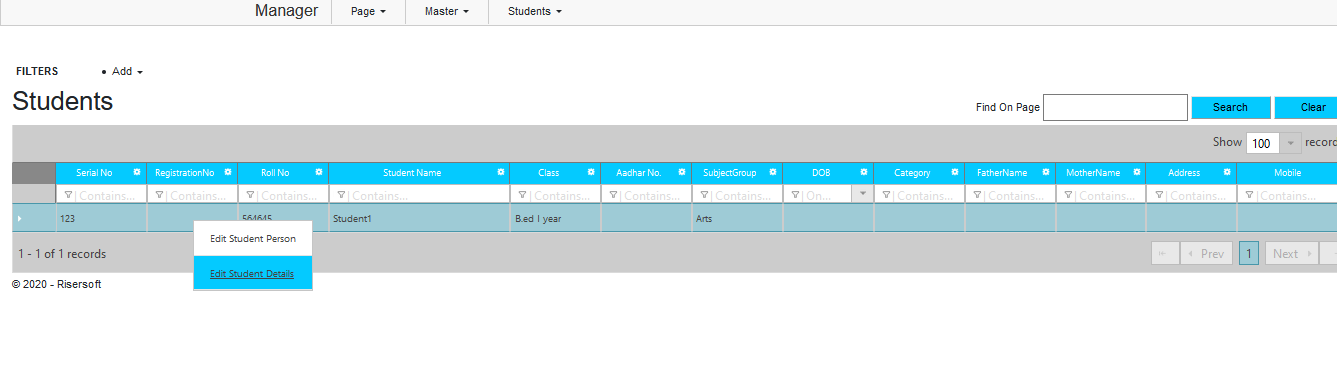 Manager Page Master Students
FILTERS • Add
Students
Find On Page Search Clear
Show 100 record
Serial No RegistrationNo Roll No Student Name Class Aadhar No. SubjectGroup DOB Category FatherName MotherName Address Mobile
Contains... Contains... Contains... Contains... Contains... Contains... Contains... On... Contains... Contains... Contains... Contains... Contains...
123 564645 Student1 B.ed I year Arts
Edit Student Person
Edit Student Details
1 - 1 of 1 records Prev 1 Next
© 2020 - Risersoft